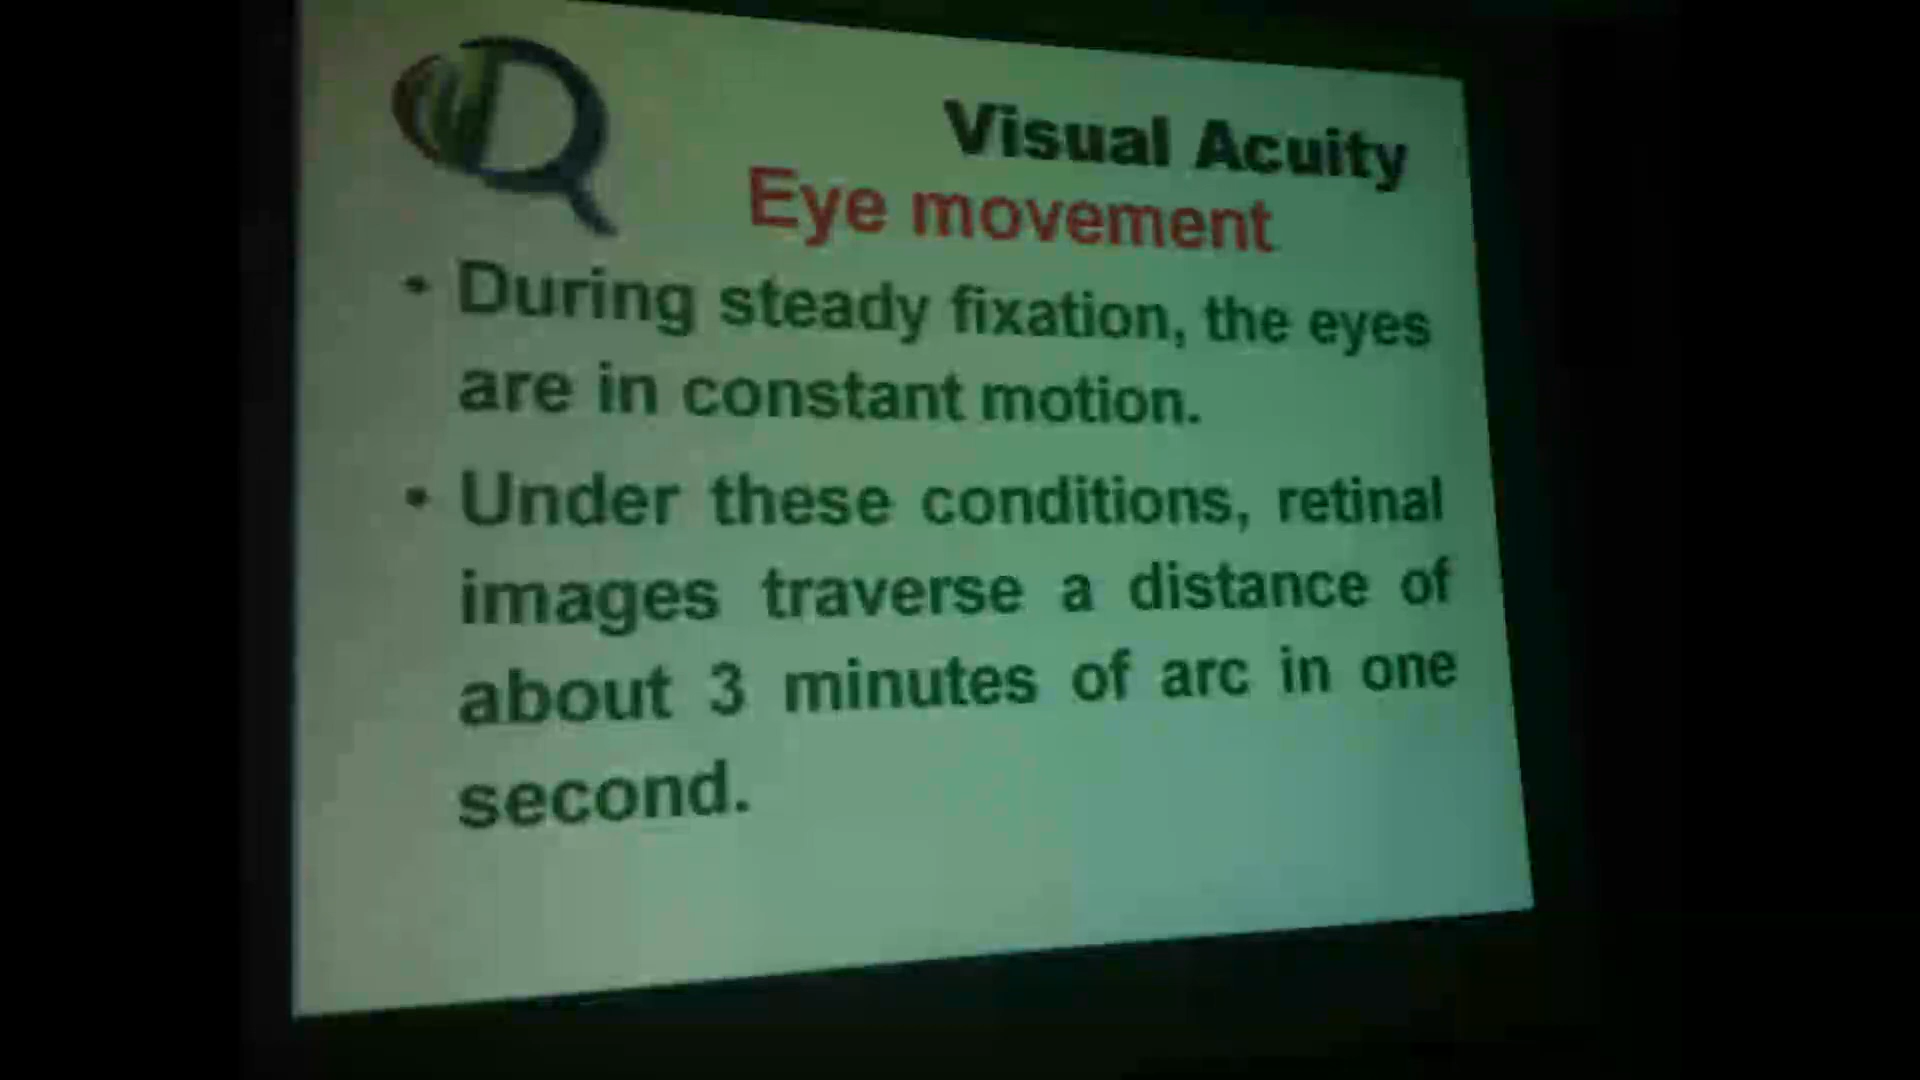 Visual Acuity
Eye movement
• During steady fixation, the eyes
are in constant motion.
• Under these conditions, retinal
images traverse a distance of
about 3 minutes of arc in one
second.